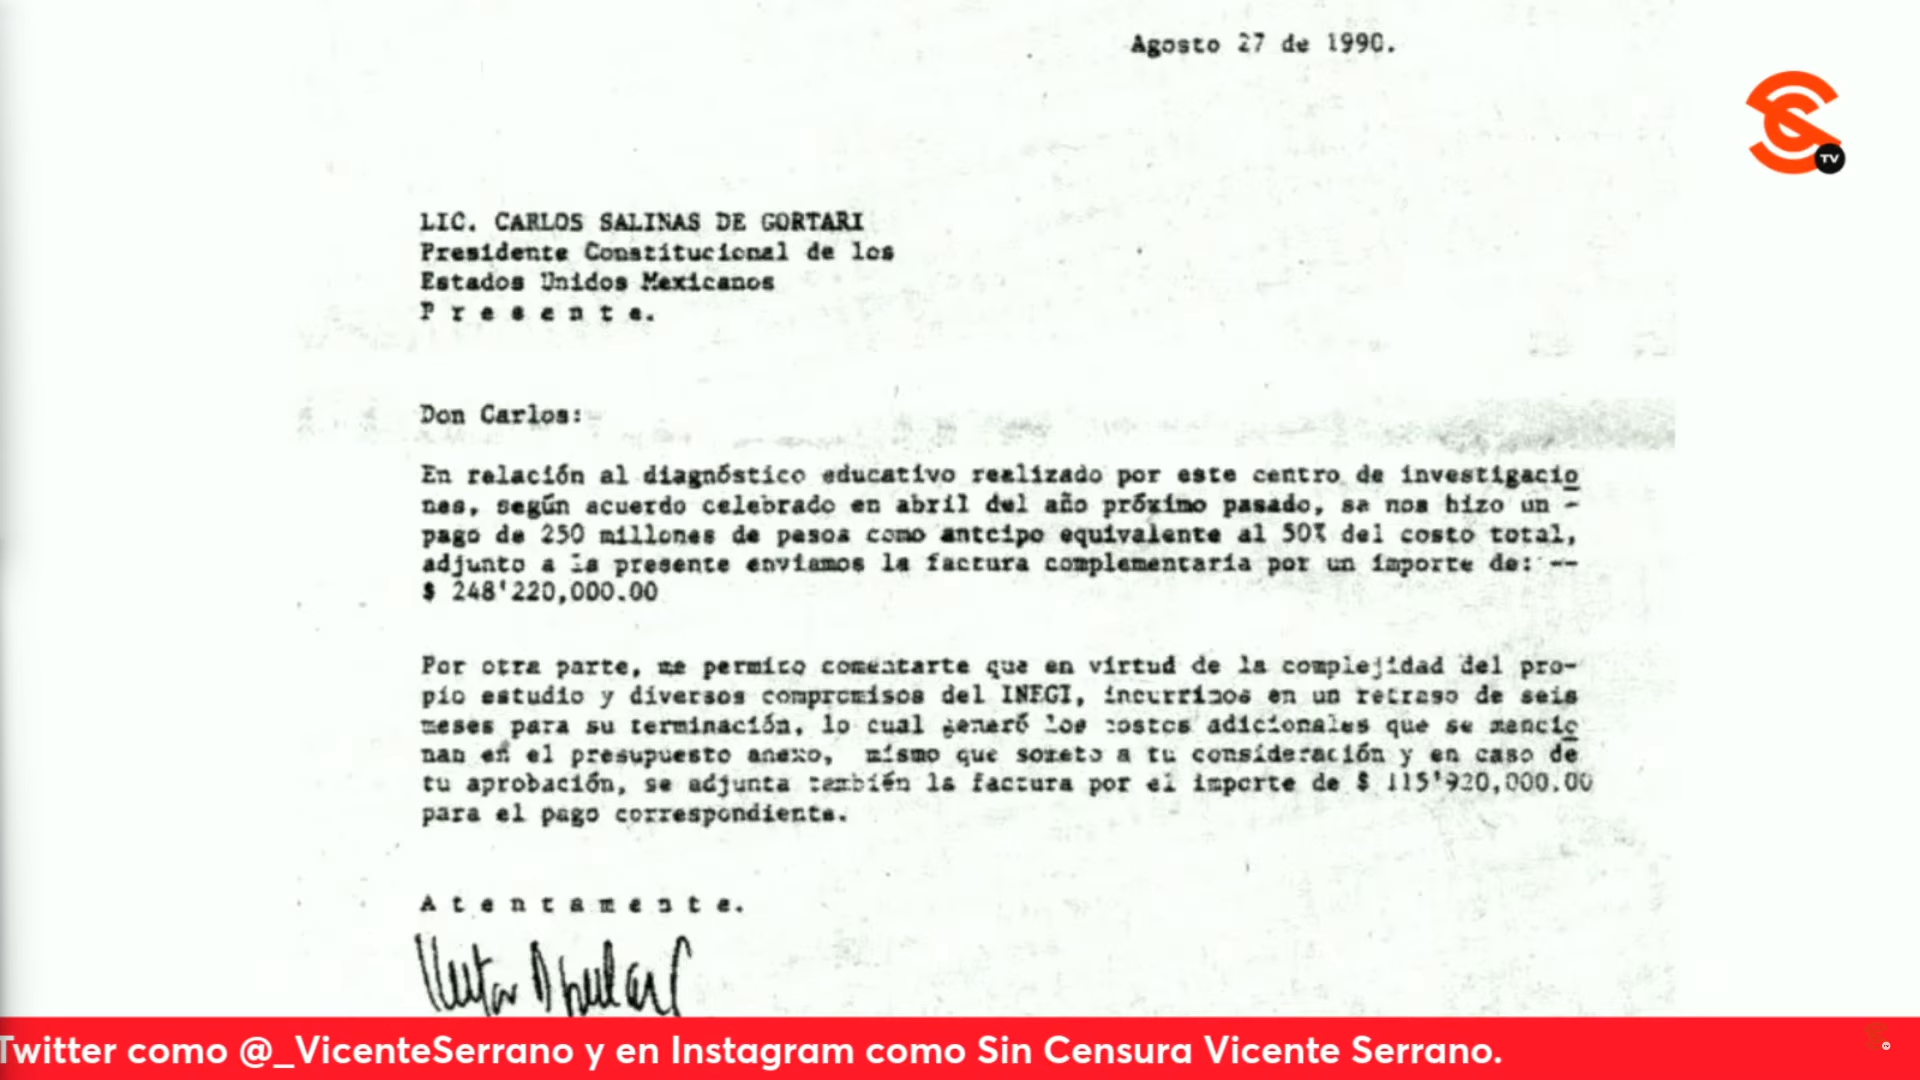 Agosto 27 de 1990.
TV
LIC. CARLOS SALINAS DE GORTARI
Presidente Constitucional de los
Estados Unidos Mexicanos
P r e s e n t e.
Don Carlos:
En relación al diagnóstico educativo realizado por este centro de investigacio
nes, según acuerdo celebrado en abril del año próximo pasado, se nos hizo un -
pago de 250 millones de pesos como antcipo equivalente al 50% del costo total,
adjunto a la presente enviamos la factura complementaria por un importe de: --
$ 248'220,000.00
Por otra parte, me permito comentarte que en virtud de la complejidad del pro-
pio estudio y diversos compromisos del INEGI, incurrimos en un retraso de seis
meses para su terminación, lo cual generó los costos adicionales que se mencio
nan en el presupuesto anexo, mismo que someto a tu consideración y en caso de
tu aprobación, se adjunta también la factura por el importe de $ 115'920,000.00
para el pago correspondiente.
A t e n t a m e n t e.
Twitter como @_VicenteSerrano y en Instagram como Sin Censura Vicente Serrano.